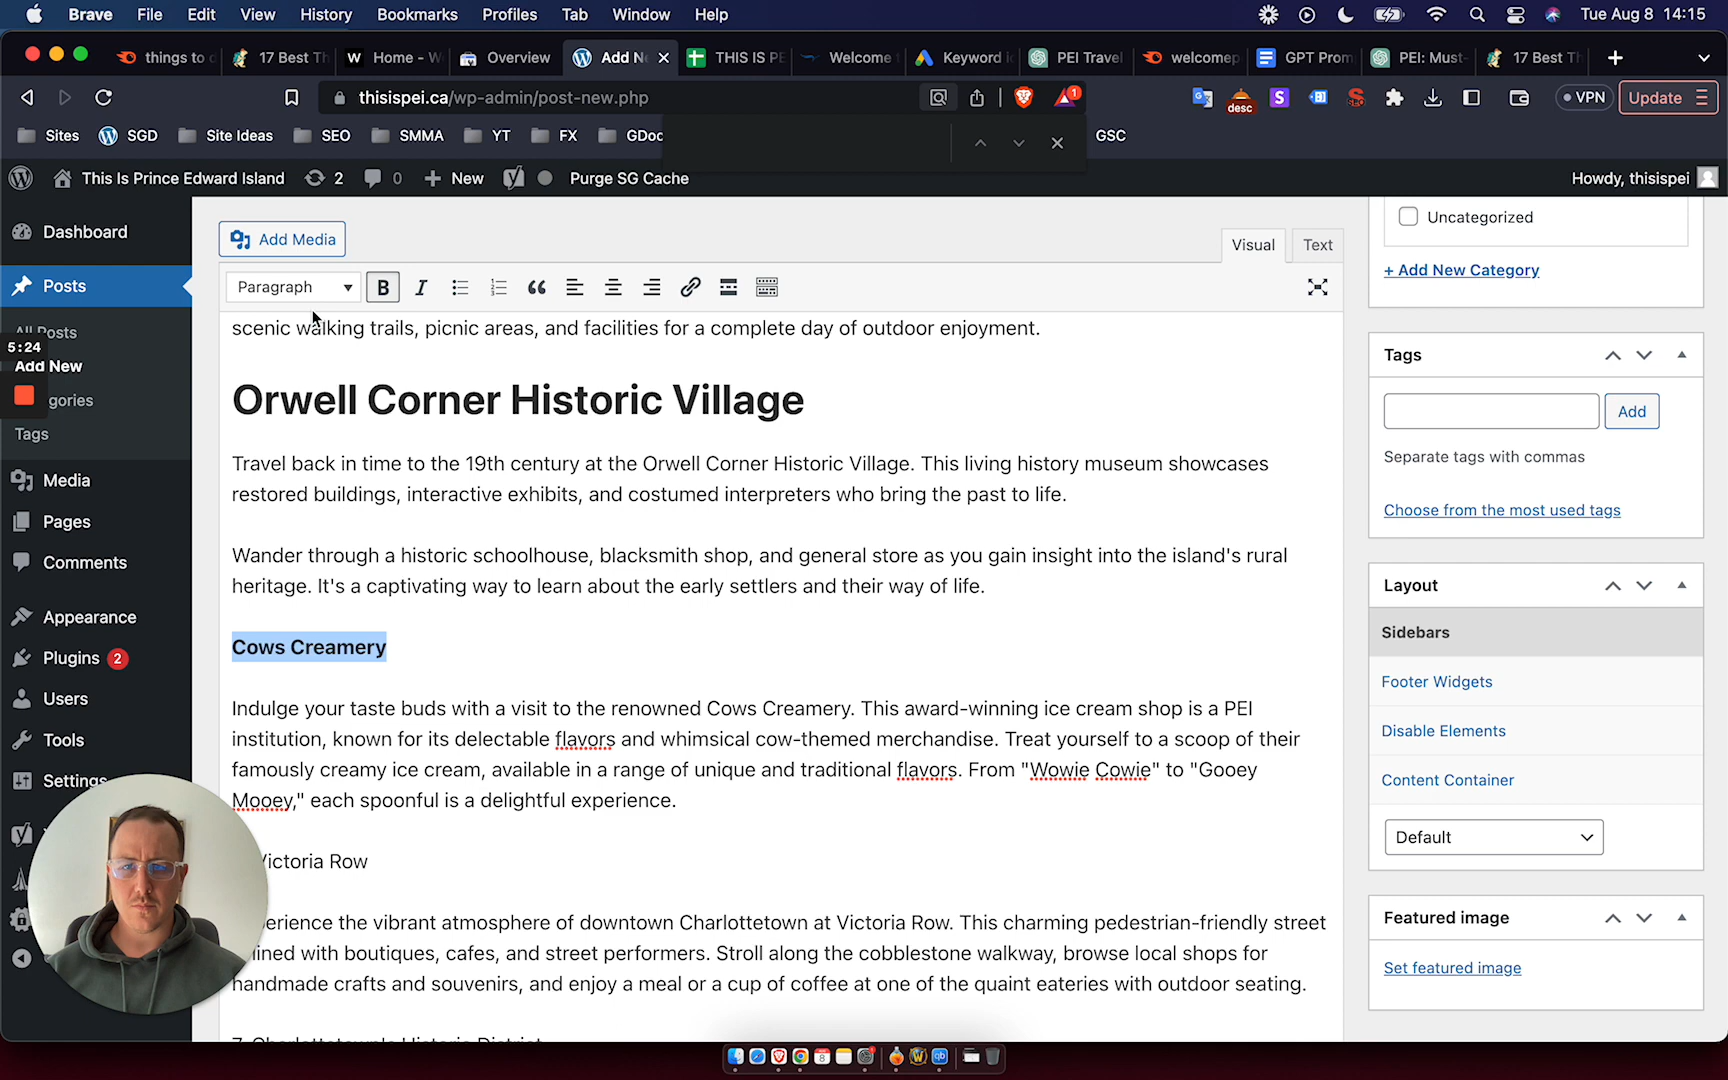 Brave File Edit View History Bookmarks Profiles Tab Window Help Tue Aug 8 14:15
things to 17 Best Th Home - W Overview Add N THIS IS PE Welcome Keyword PEI Travel welcomep GPT Prom PEI: Must- 17 Best Th
thisispei.ca/wp-admin/post-new.php 1 desc VPN Update
Sites SGD Site Ideas SEO SMMA YT FX GDoc GSC
This Is Prince Edward Island 2 0 New Purge SG Cache Howdy, thisispei
Dashboard
Posts
All Posts
5:24
Add New
gories
Tags
Media
Pages
Comments
Appearance
Plugins 2
Users
Tools
Settings
Add Media
Visual Text
Paragraph B I
scenic walking trails, picnic areas, and facilities for a complete day of outdoor enjoyment.
Orwell Corner Historic Village
Travel back in time to the 19th century at the Orwell Corner Historic Village. This living history museum showcases
restored buildings, interactive exhibits, and costumed interpreters who bring the past to life.
Wander through a historic schoolhouse, blacksmith shop, and general store as you gain insight into the island's rural
heritage. It's a captivating way to learn about the early settlers and their way of life.
Cows Creamery
Indulge your taste buds with a visit to the renowned Cows Creamery. This award-winning ice cream shop is a PEI
institution, known for its delectable flavors and whimsical cow-themed merchandise. Treat yourself to a scoop of their
famously creamy ice cream, available in a range of unique and traditional flavors. From "Wowie Cowie" to "Gooey
Mooey," each spoonful is a delightful experience.
Victoria Row
perience the vibrant atmosphere of downtown Charlottetown at Victoria Row. This charming pedestrian-friendly street
lined with boutiques, cafes, and street performers. Stroll along the cobblestone walkway, browse local shops for
handmade crafts and souvenirs, and enjoy a meal or a cup of coffee at one of the quaint eateries with outdoor seating.
7. Charlottetown's Historic District
Uncategorized
+ Add New Category
Tags
Add
Separate tags with commas
Choose from the most used tags
Layout
Sidebars
Footer Widgets
Disable Elements
Content Container
Default
Featured image
Set featured image